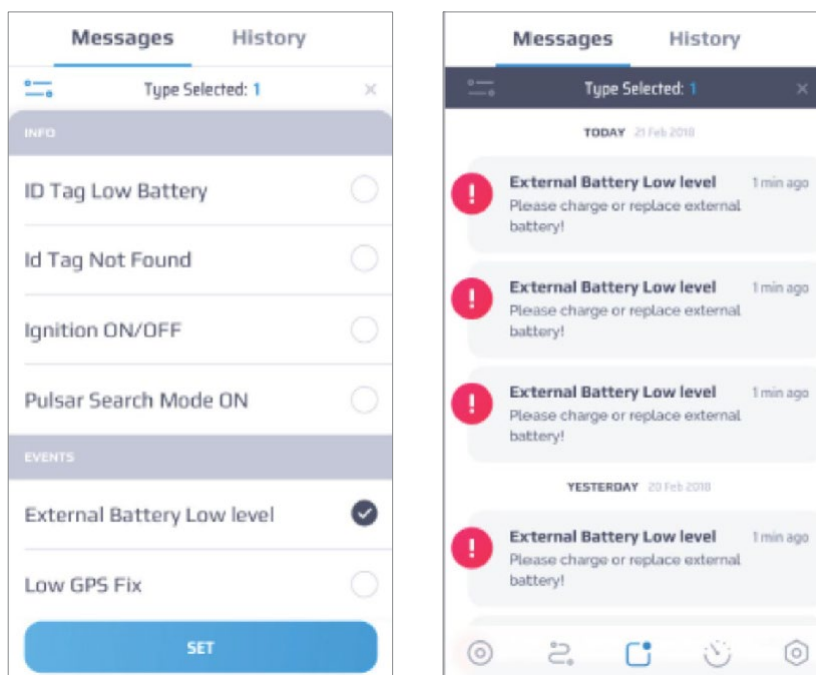 Messages History
Type Selected: 1
INFO
ID Tag Low Battery
Id Tag Not Found
Ignition ON/OFF
Pulsar Search Mode ON
EVENTS
External Battery Low level
Low GPS Fix
SET
Messages History
Type Selected: 1
TODAY 21 Feb 2018
External Battery Low level 1 min ago
Please charge or replace external
battery!
External Battery Low level 1 min ago
Please charge or replace external
battery!
External Battery Low level 1 min ago
Please charge or replace external
battery!
YESTERDAY 20 Feb 2018
External Battery Low level 1 min ago
Please charge or replace external
battery!